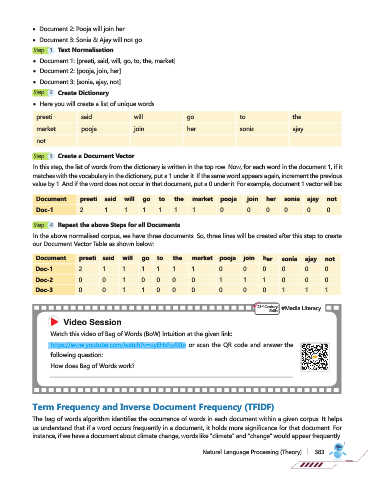 • Document 2: Pooja will join her
• Document 3: Sonia & Ajay will not go
Step 1 Text Normalisation
• Document 1: [preeti, said, will, go, to, the, market]
• Document 2: [pooja, join, her]
• Document 3: [sonia, ajay, not]
Step 2 Create Dictionary
• Here you will create a list of unique words
preeti said will go to the
market pooja join her sonia ajay
not
Step 3 Create a Document Vector
In this step, the list of words from the dictionary is written in the top row. Now, for each word in the document 1, if it
matches with the vocabulary in the dictionary, put a 1 under it. If the same word appears again, increment the previous
value by 1. And if the word does not occur in that document, put a 0 under it. For example, document 1 vector will be:
Document preeti said will go to the market pooja join her sonia ajay not
Doc-1 2 1 1 1 1 1 1 0 0 0 0 0 0
Step 4 Repeat the above Steps for all Documents
In the above normalised corpus, we have three documents. So, three lines will be created after this step to create
our Document Vector Table as shown below:
Document preeti said will go to the market pooja join her sonia ajay not
Doc-1 2 1 1 1 1 1 1 0 0 0 0 0 0
Doc-2 0 0 1 0 0 0 0 1 1 1 0 0 0
Doc-3 0 0 1 1 0 0 0 0 0 0 1 1 1
21st Century Skills #Media Literacy
Video Session
Watch this video of Bag of Words (BoW) Intuition at the given link:
or scan the QR code and answer the
following question:
How does Bag of Words work?
Term Frequency and Inverse Document Frequency (TFIDF)
The bag of words algorithm identifies the occurrence of words in each document within a given corpus. It helps
us understand that if a word occurs frequently in a document, it holds more significance for that document. For
instance, if we have a document about climate change, words like "climate" and "change" would appear frequently
Natural Language Processing (Theory) 383